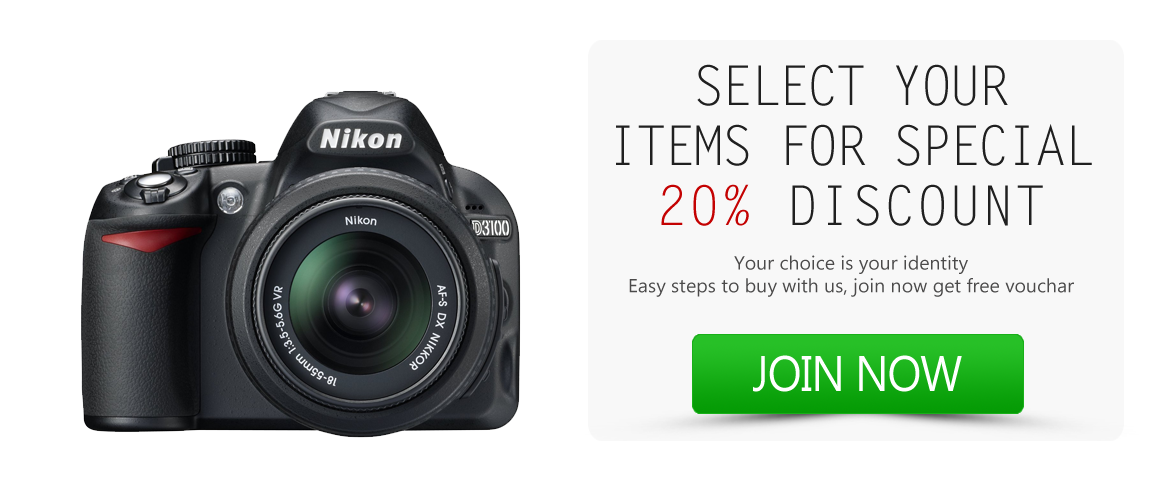 Nikon
Nikon
D3100
AF-S DX NIKKOR
18-55mm 1:3.5-5.6G VR
SELECT YOUR
ITEMS FOR SPECIAL
20% DISCOUNT
Your choice is your identity
Easy steps to buy with us, join now get free vouchar
JOIN NOW